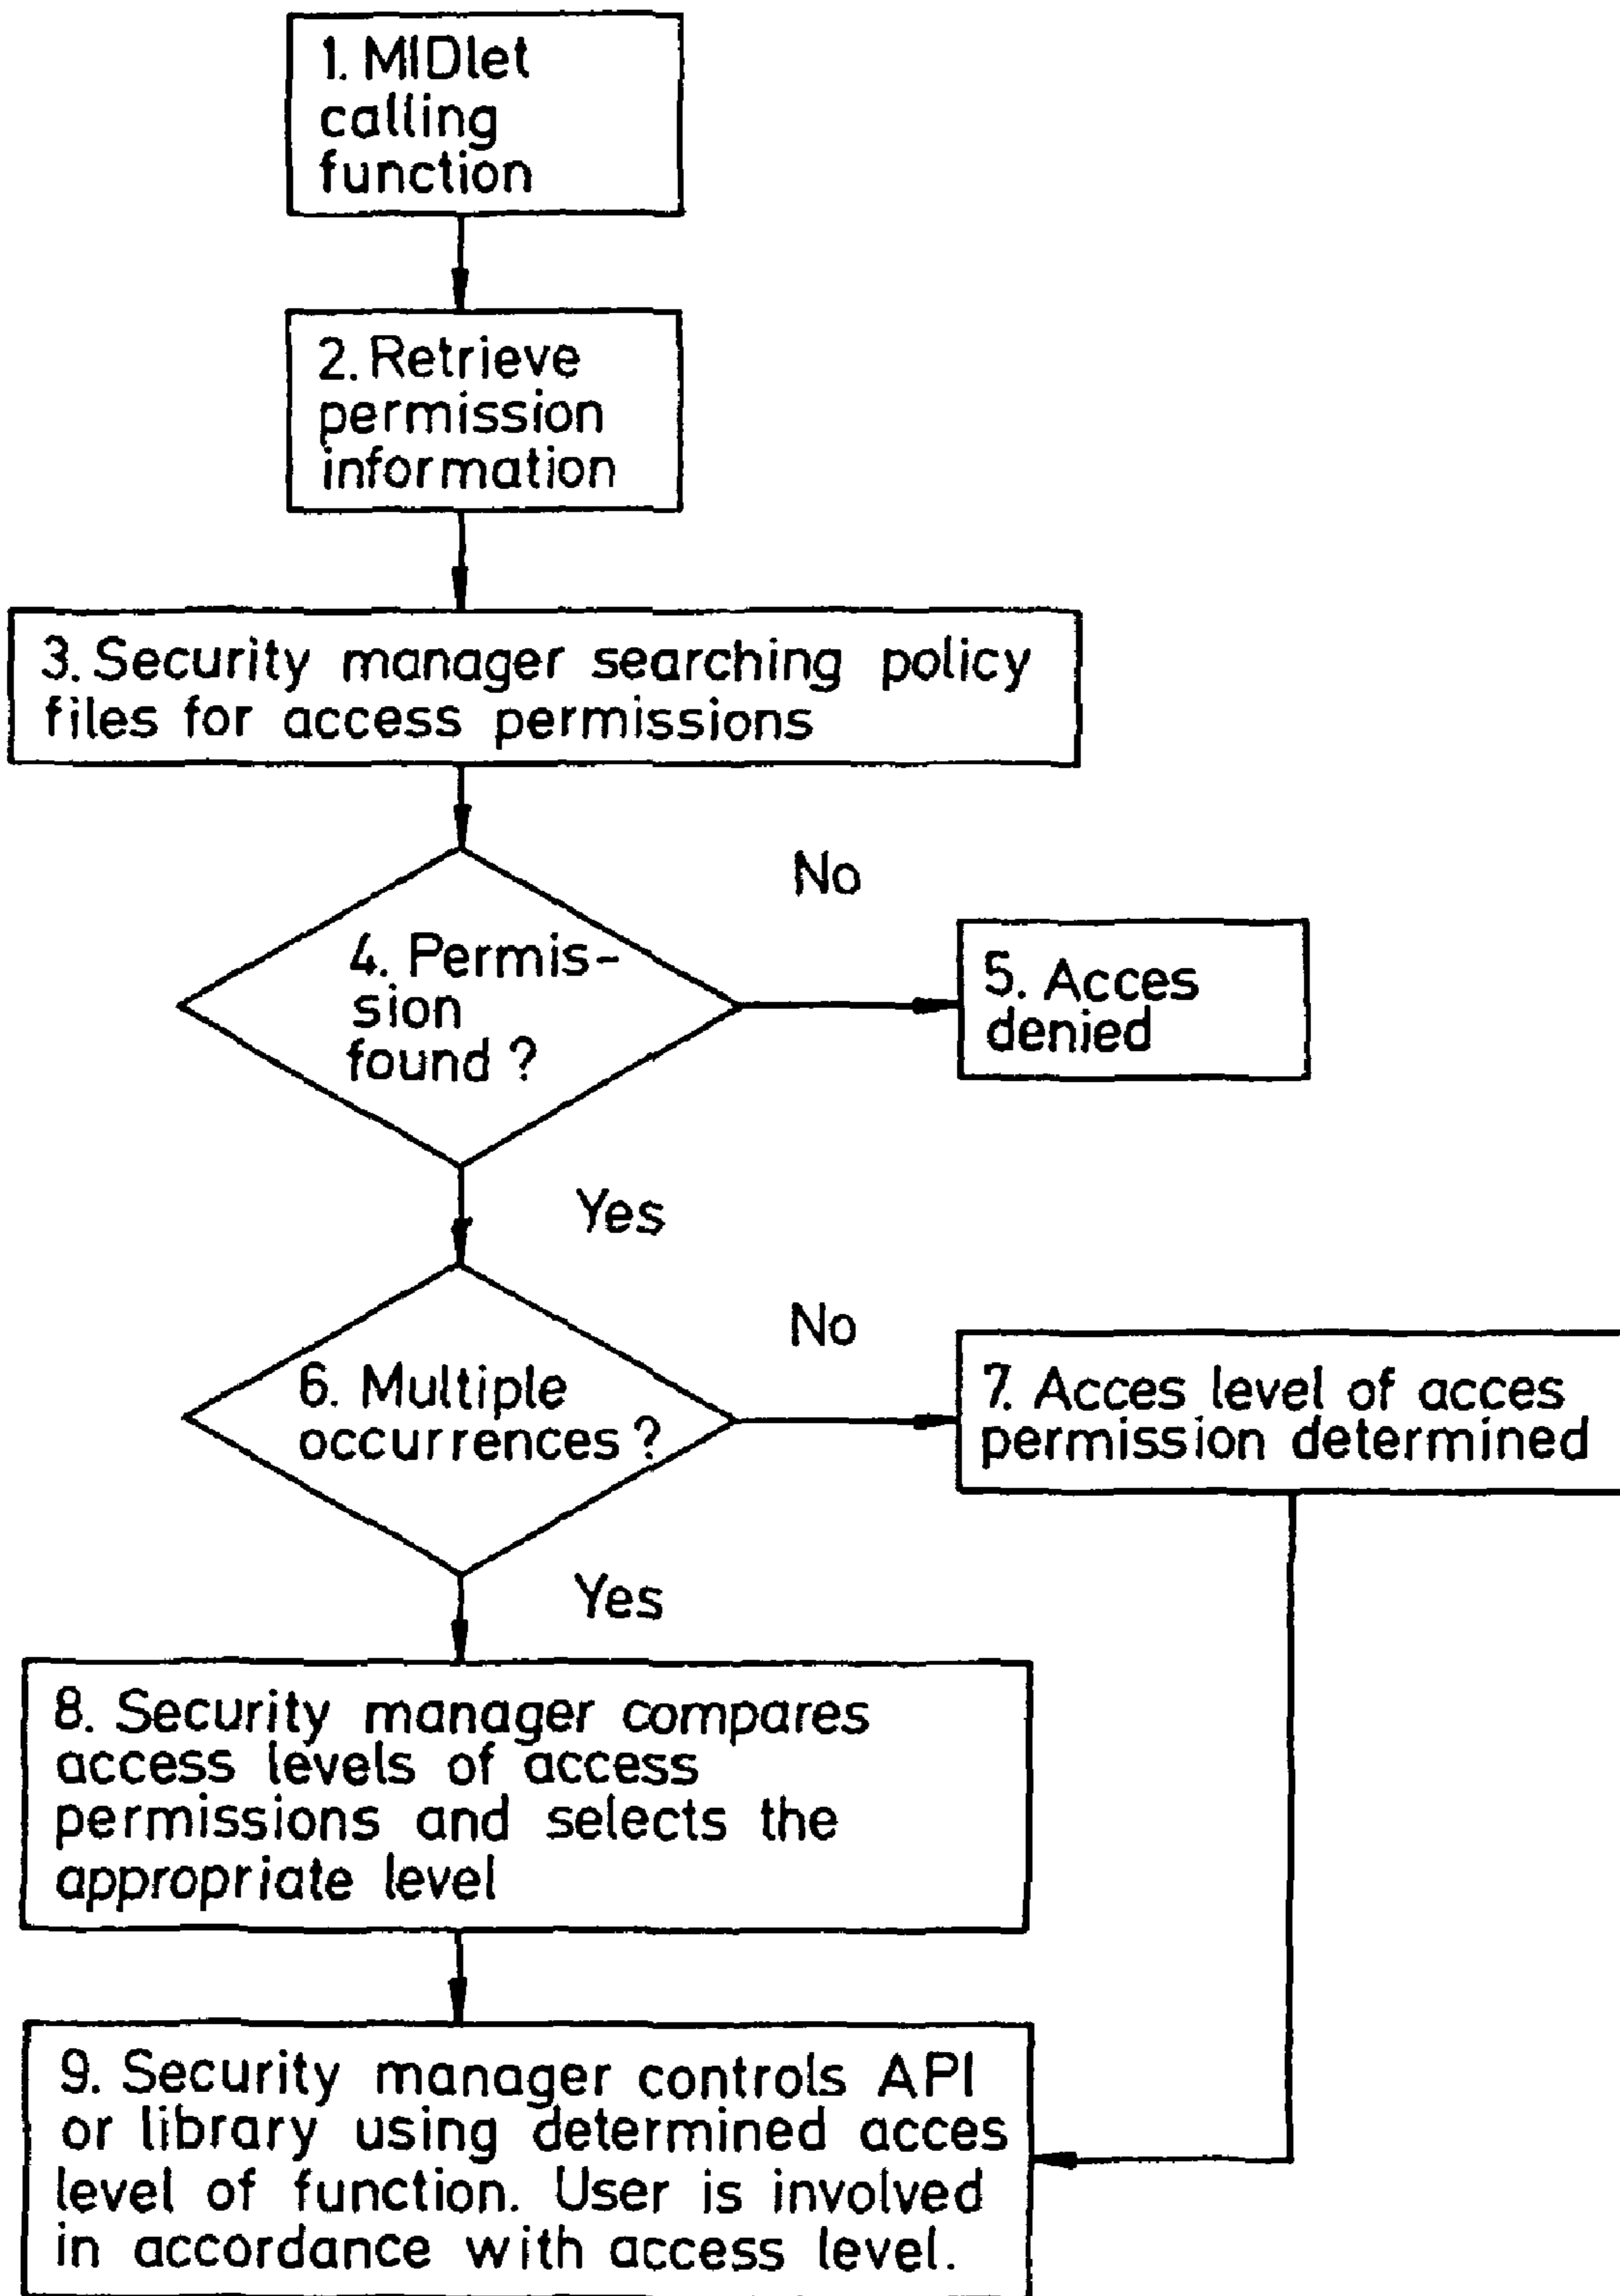 1. MIDlet
calling
function
2. Retrieve
permission
information
3. Security manager searching policy
files for access permissions
No
4. Permis-
sion
found ?
5. Acces
denied
Yes
No
6. Multiple
occurrences ?
7. Acces level of acces
permission determined
Yes
8. Security manager compares
access levels of access
permissions and selects the
appropriate level
9. Security manager controls API
or library using determined acces
level of function. User is involved
in accordance with access level.